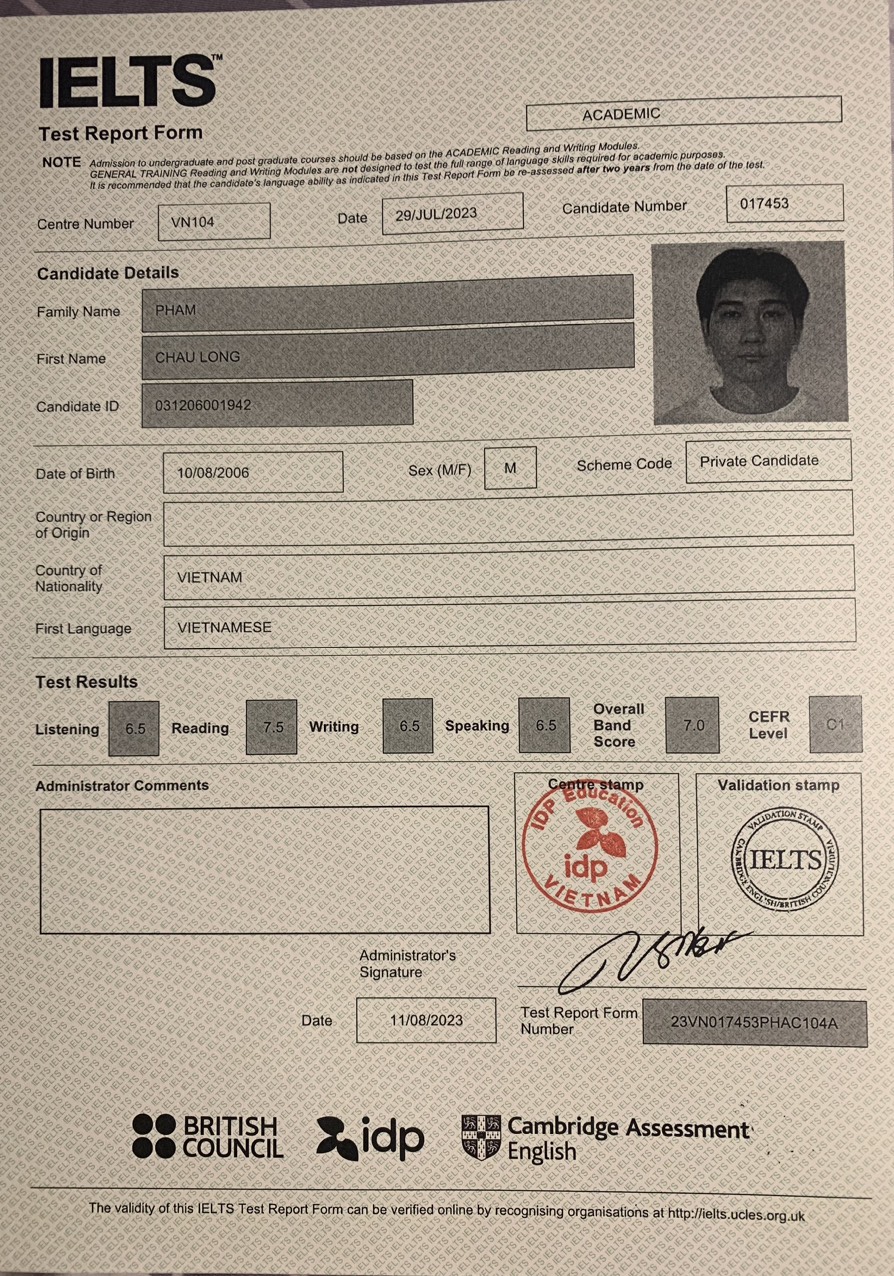 IELTS™
ACADEMIC
Test Report Form
NOTE Admission to undergraduate and post graduate courses should be based on the ACADEMIC Reading and Writing Modules.
GENERAL TRAINING Reading and Writing Modules are not designed to test the full range of language skills required for academic purposes.
It is recommended that the candidate's language ability as indicated in this Test Report Form be re-assessed after two years from the date of the test.
Centre Number VN104 Date 29/JUL/2023 Candidate Number 017453
Candidate Details
Family Name PHAM
First Name CHAU LONG
Candidate ID 031206001942
Date of Birth 10/08/2006 Sex (M/F) M Scheme Code Private Candidate
Country or Region
of Origin
Country of
Nationality VIETNAM
First Language VIETNAMESE
Test Results
Listening 6.5 Reading 7.5 Writing 6.5 Speaking 6.5 Overall Band Score 7.0 CEFR Level C1
Administrator Comments
Centre stamp
IDP Education
idp
VIETNAM
Validation stamp
VALIDATION STAMP
IELTS
CAMBRIDGE ENGLISH/BRITISH COUNCIL
Administrator's
Signature
Date 11/08/2023
Test Report Form
Number 23VN017453PHAC104A
BRITISH
COUNCIL
idp
Cambridge Assessment
English
The validity of this IELTS Test Report Form can be verified online by recognising organisations at http://ielts.ucles.org.uk